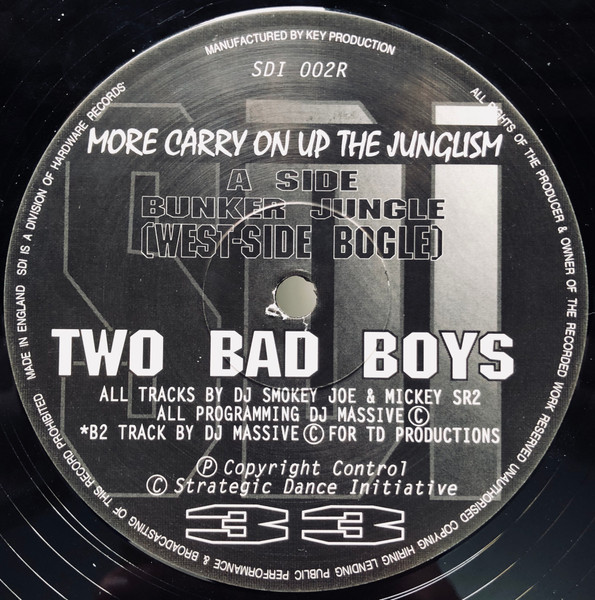 MANUFACTURED BY KEY PRODUCTION
SDI 002R
MORE CARRY ON UP THE JUNGLISM
A SIDE
BUNKER JUNGLE
(WEST-SIDE BOGLE)
SDI
TWO BAD BOYS
ALL TRACKS BY DJ SMOKEY JOE & MICKEY SR2
ALL PROGRAMMING DJ MASSIVE ©
*B2 TRACK BY DJ MASSIVE © FOR TD PRODUCTIONS
℗ Copyright Control
© Strategic Dance Initiative
33
ALL RIGHTS OF THE PRODUCER & OWNER OF THE RECORDED WORK RESERVED UNAUTHORISED COPYING HIRING LENDING PUBLIC PERFORMANCE & BROADCASTING OF THIS RECORD PROHIBITED
MADE IN ENGLAND SDI IS A DIVISION OF HARDWARE RECORDS